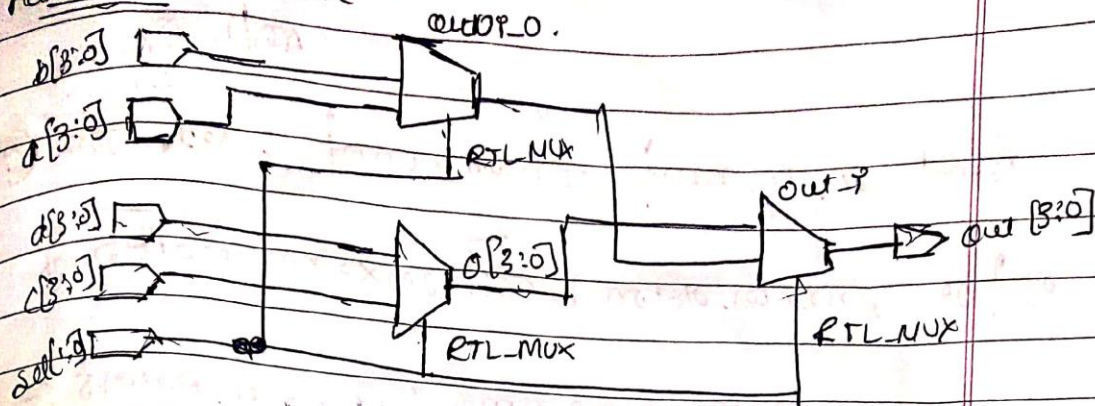 out0i_0.
b[3:0]
a[3:0]
RTL_MUX
d[3:0]
out_i
O[3:0]
out [3:0]
c[3:0]
RTL_MUX
RTL_MUX
sel[1:0]